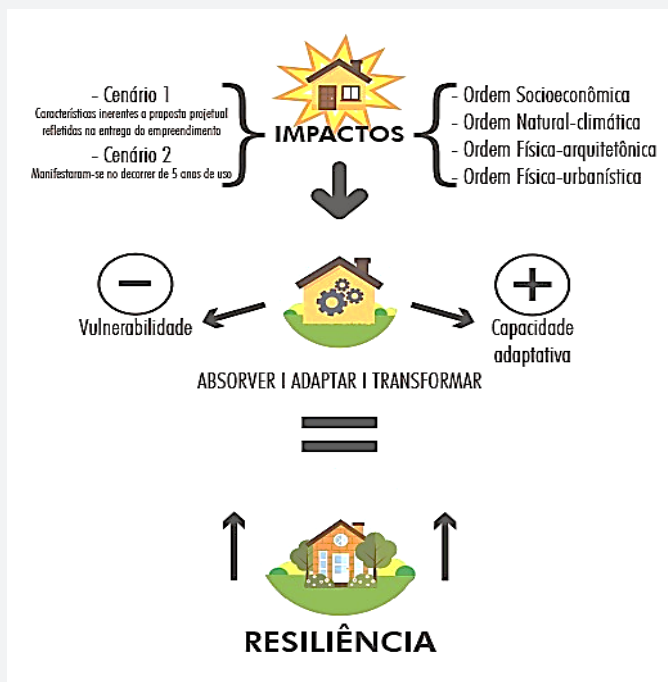 - Cenário 1
Características inerentes a proposta projetual
refletidas na entrega do empreendimento
- Cenário 2
Manifestaram-se no decorrer de 5 anos de uso
IMPACTOS
- Ordem Socioeconômica
- Ordem Natural-climática
- Ordem Física-arquitetônica
- Ordem Física-urbanística
Vulnerabilidade
Capacidade
adaptativa
ABSORVER | ADAPTAR | TRANSFORMAR
RESILIÊNCIA